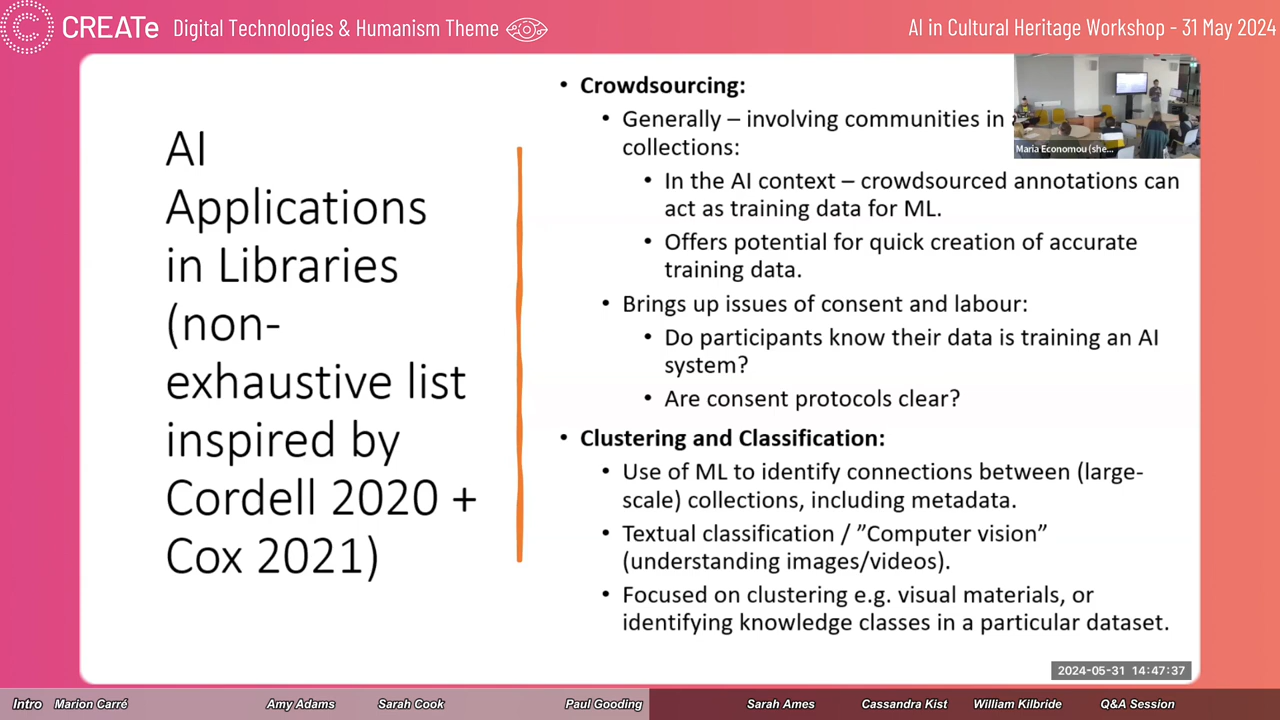 CREATe Digital Technologies & Humanism Theme
AI in Cultural Heritage Workshop - 31 May 2024
AI
Applications
in Libraries
(non-
exhaustive list
inspired by
Cordell 2020 +
Cox 2021)
• Crowdsourcing:
• Generally – involving communities in
collections:
• In the AI context – crowdsourced annotations can
act as training data for ML.
• Offers potential for quick creation of accurate
training data.
• Brings up issues of consent and labour:
• Do participants know their data is training an AI
system?
• Are consent protocols clear?
• Clustering and Classification:
• Use of ML to identify connections between (large-
scale) collections, including metadata.
• Textual classification / ”Computer vision”
(understanding images/videos).
• Focused on clustering e.g. visual materials, or
identifying knowledge classes in a particular dataset.
Maria Economou (she...
2024-05-31 14:47:37
Intro Marion Carré Amy Adams Sarah Cook Paul Gooding Sarah Ames Cassandra Kist William Kilbride Q&A Session